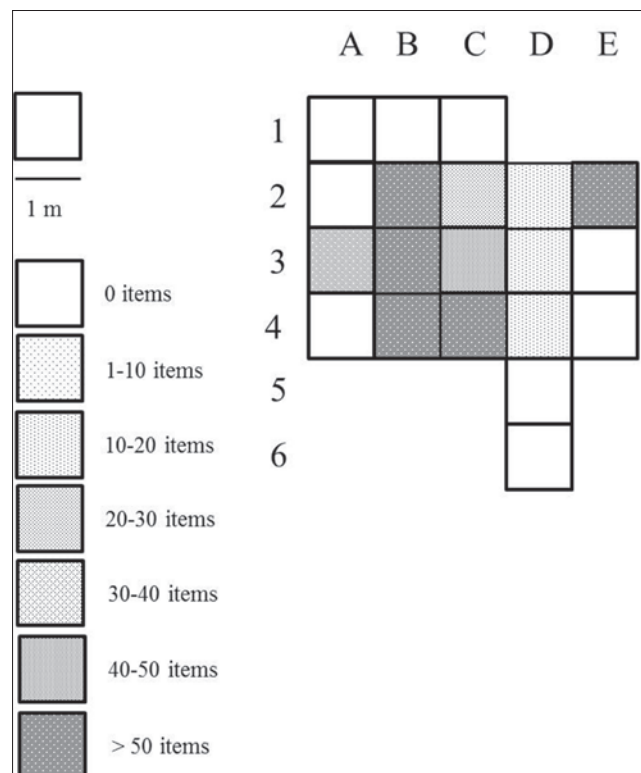 A B C D E
1
2
3
4
5
6
1 m
0 items
1-10 items
10-20 items
20-30 items
30-40 items
40-50 items
> 50 items